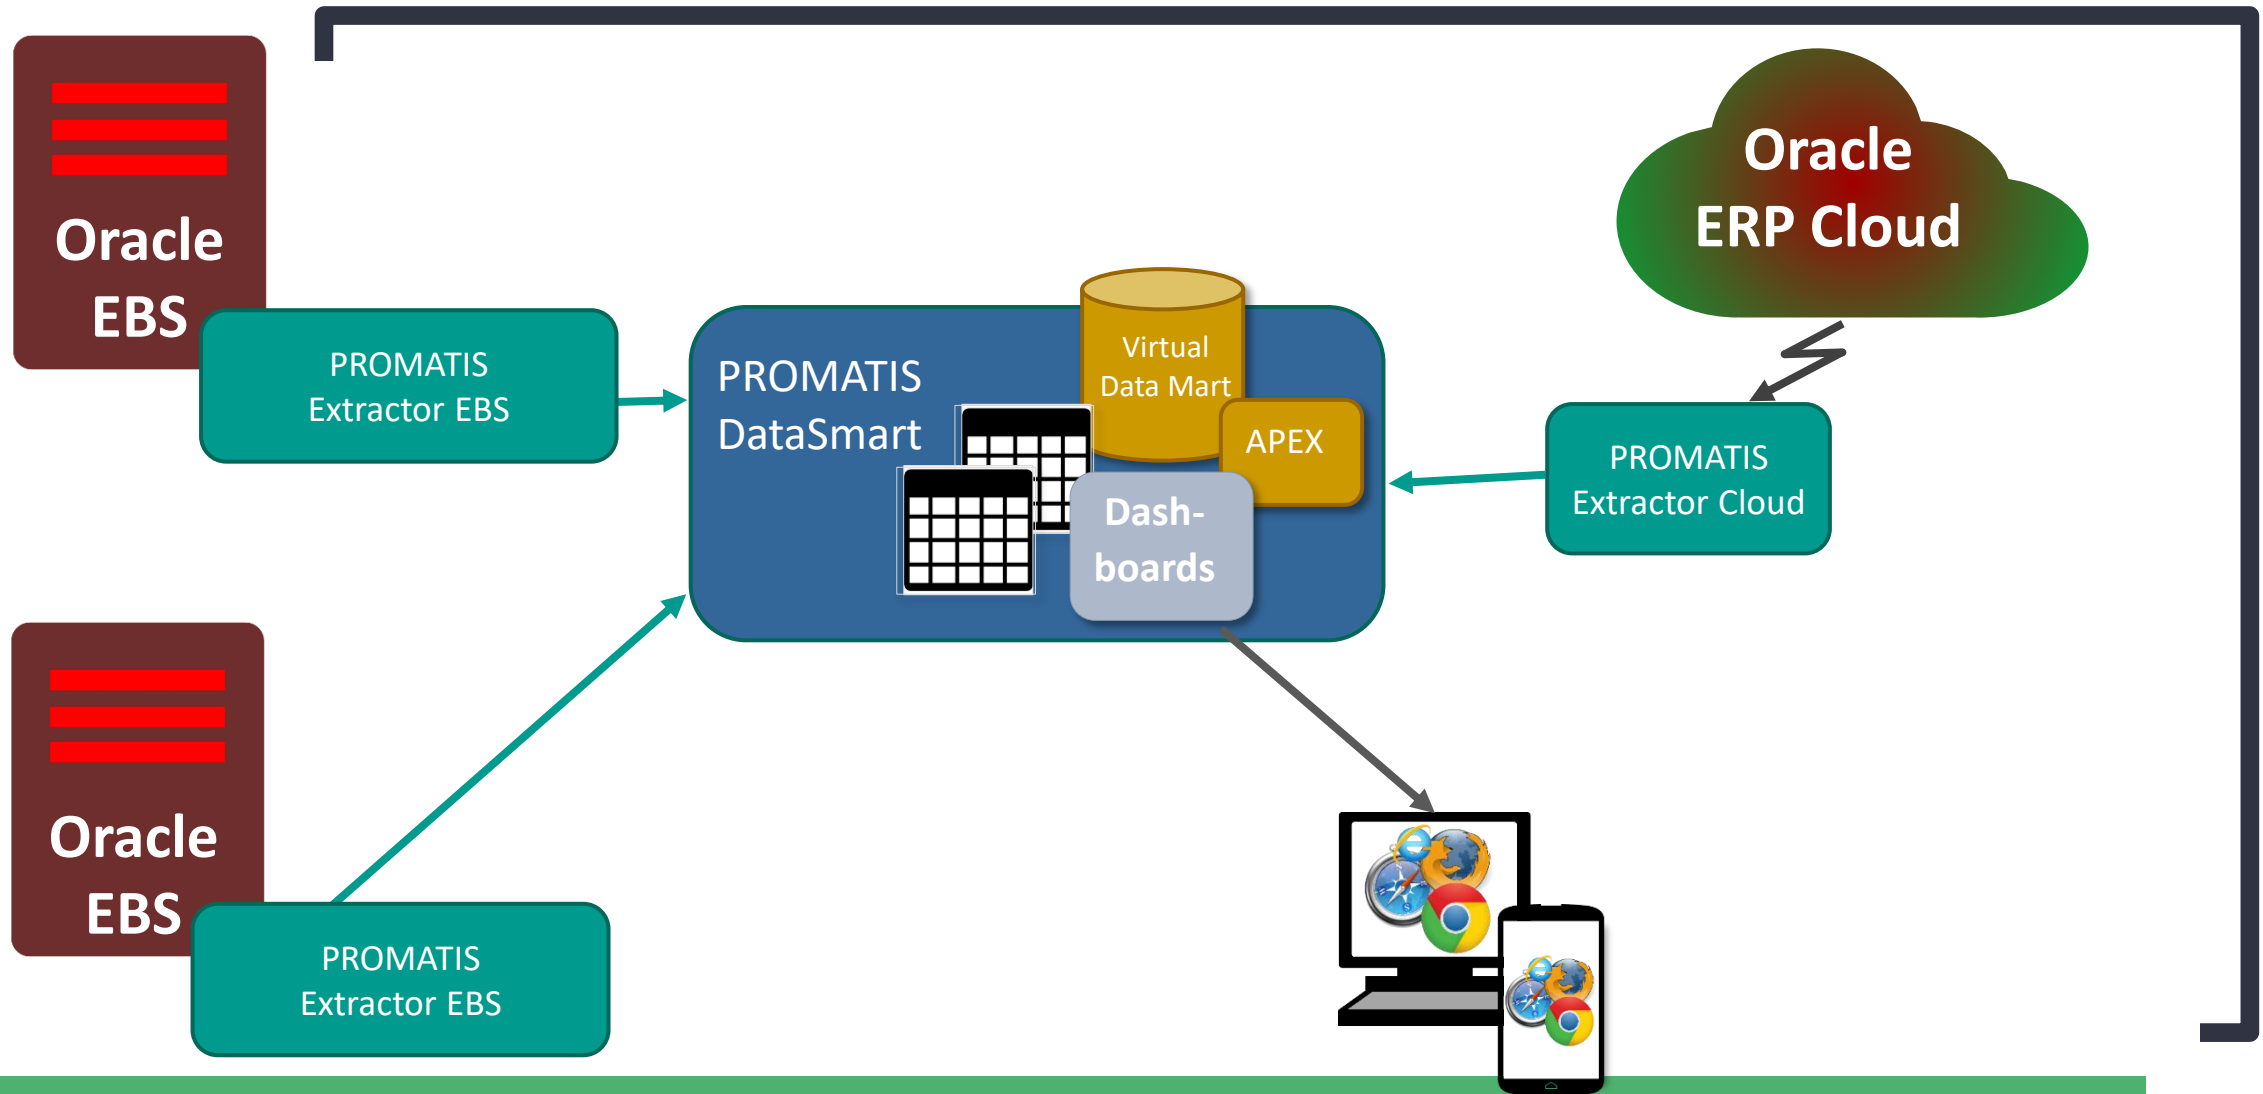 Oracle
EBS
PROMATIS
Extractor EBS
PROMATIS
DataSmart
Virtual
Data Mart
APEX
Dash-
boards
Oracle
ERP Cloud
PROMATIS
Extractor Cloud
Oracle
EBS
PROMATIS
Extractor EBS